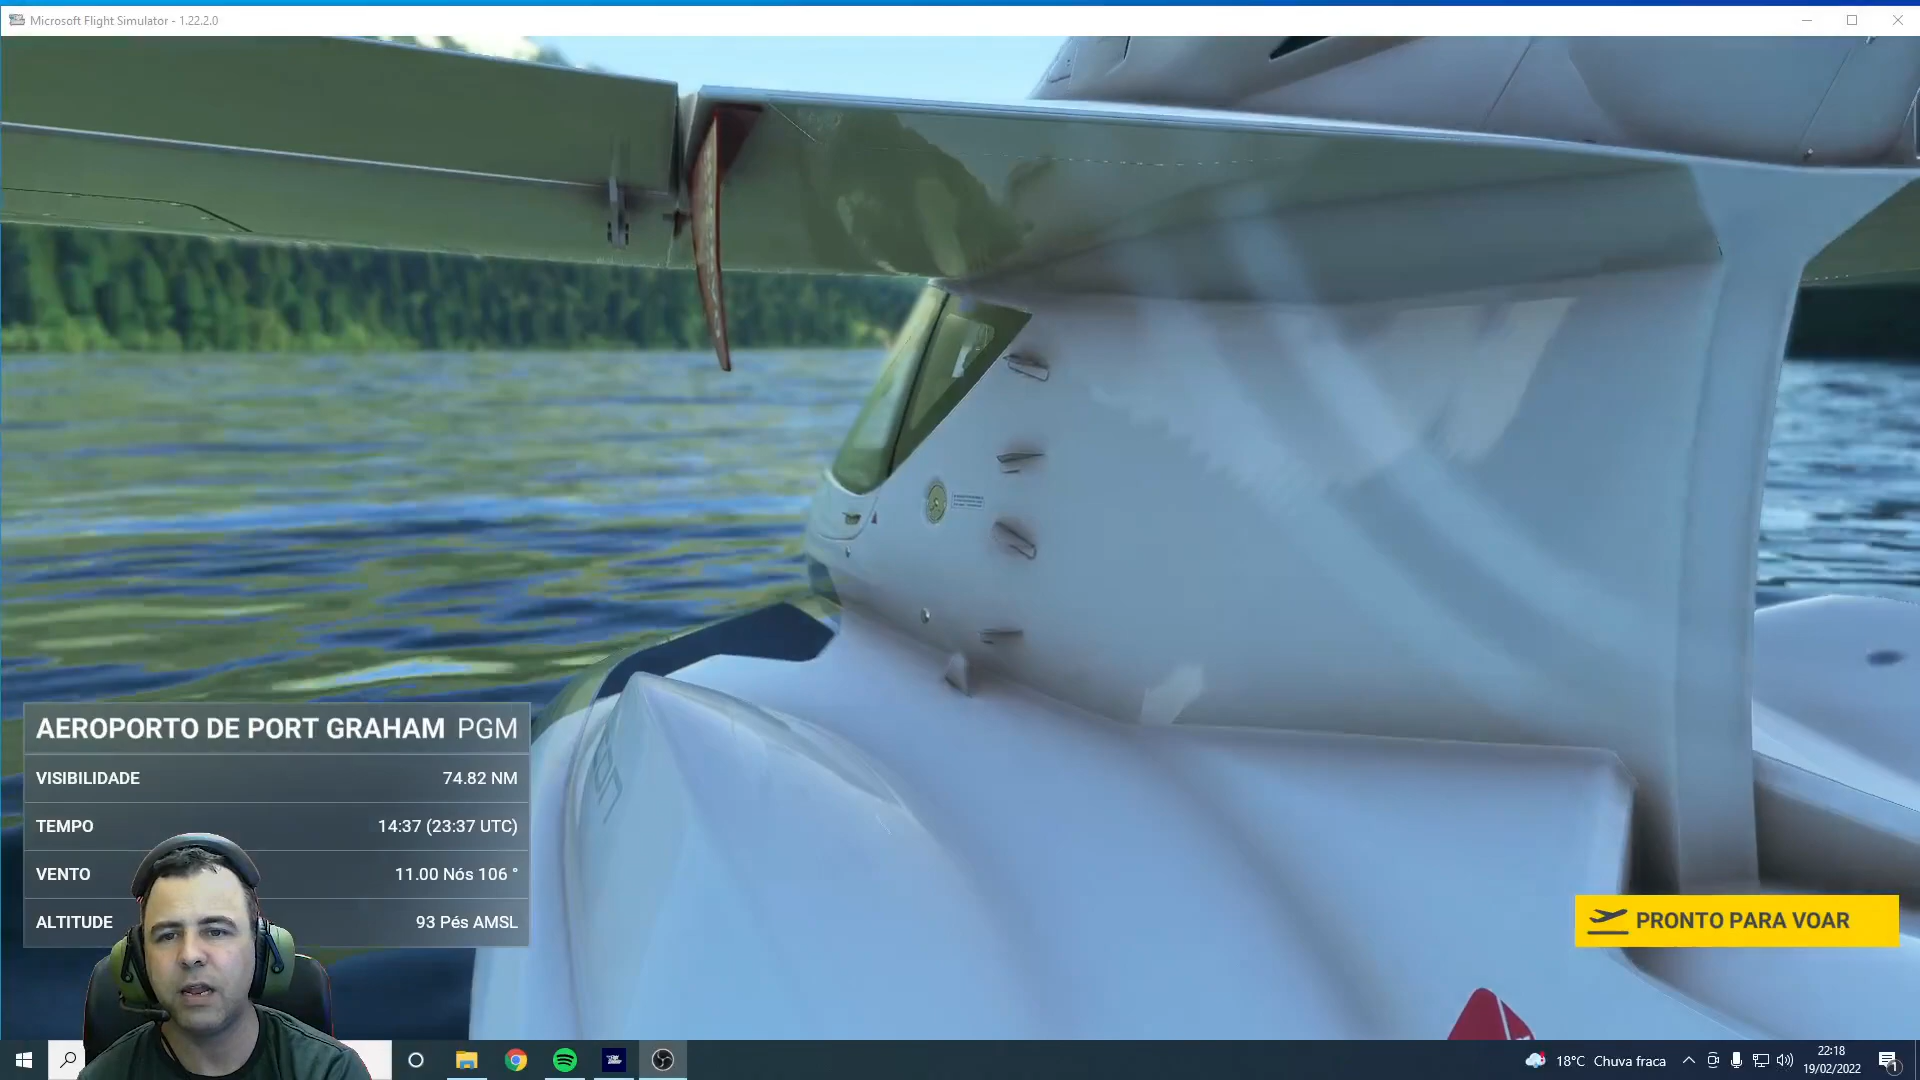 Microsoft Flight Simulator - 1.22.2.0
AEROPORTO DE PORT GRAHAM PGM
VISIBILIDADE 74.82 NM
TEMPO 14:37 (23:37 UTC)
VENTO 11.00 Nós 106 °
ALTITUDE 93 Pés AMSL
PRONTO PARA VOAR
18°C Chuva fraca
22:18
19/02/2022
1